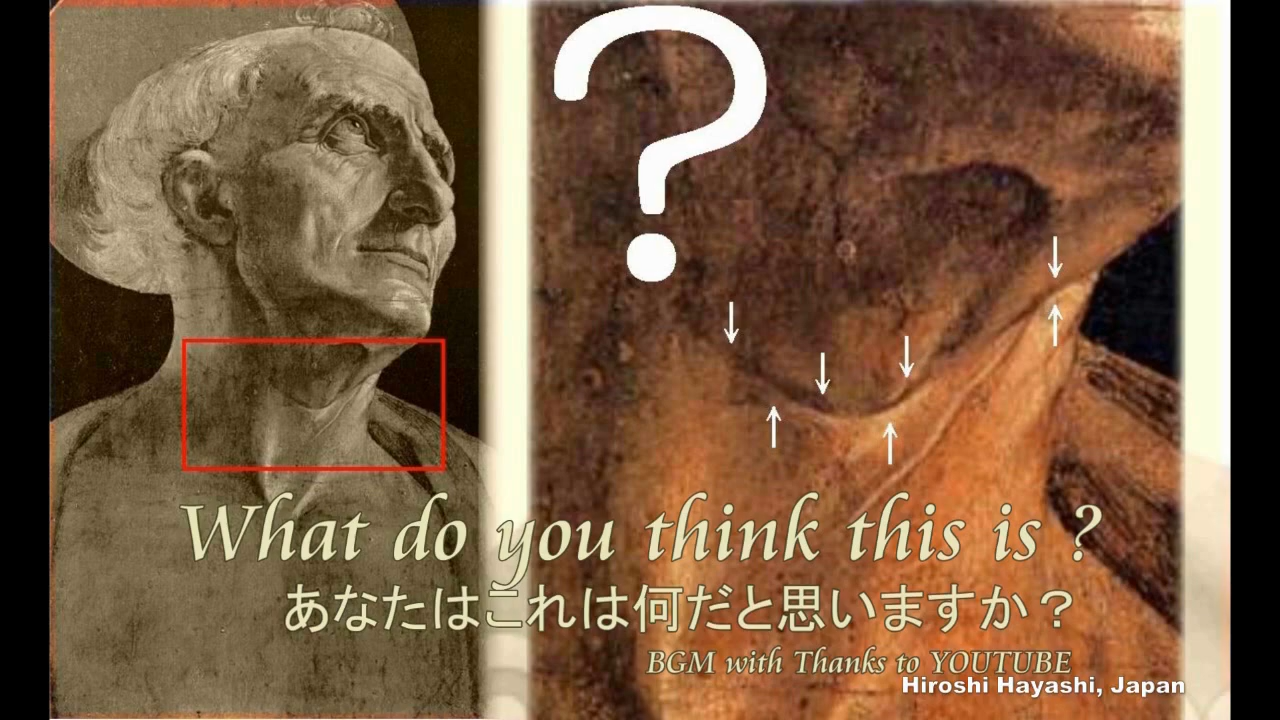 ?
What do you think this is ?
あなたはこれは何だと思いますか？
BGM with Thanks to YOUTUBE
Hiroshi Hayashi, Japan